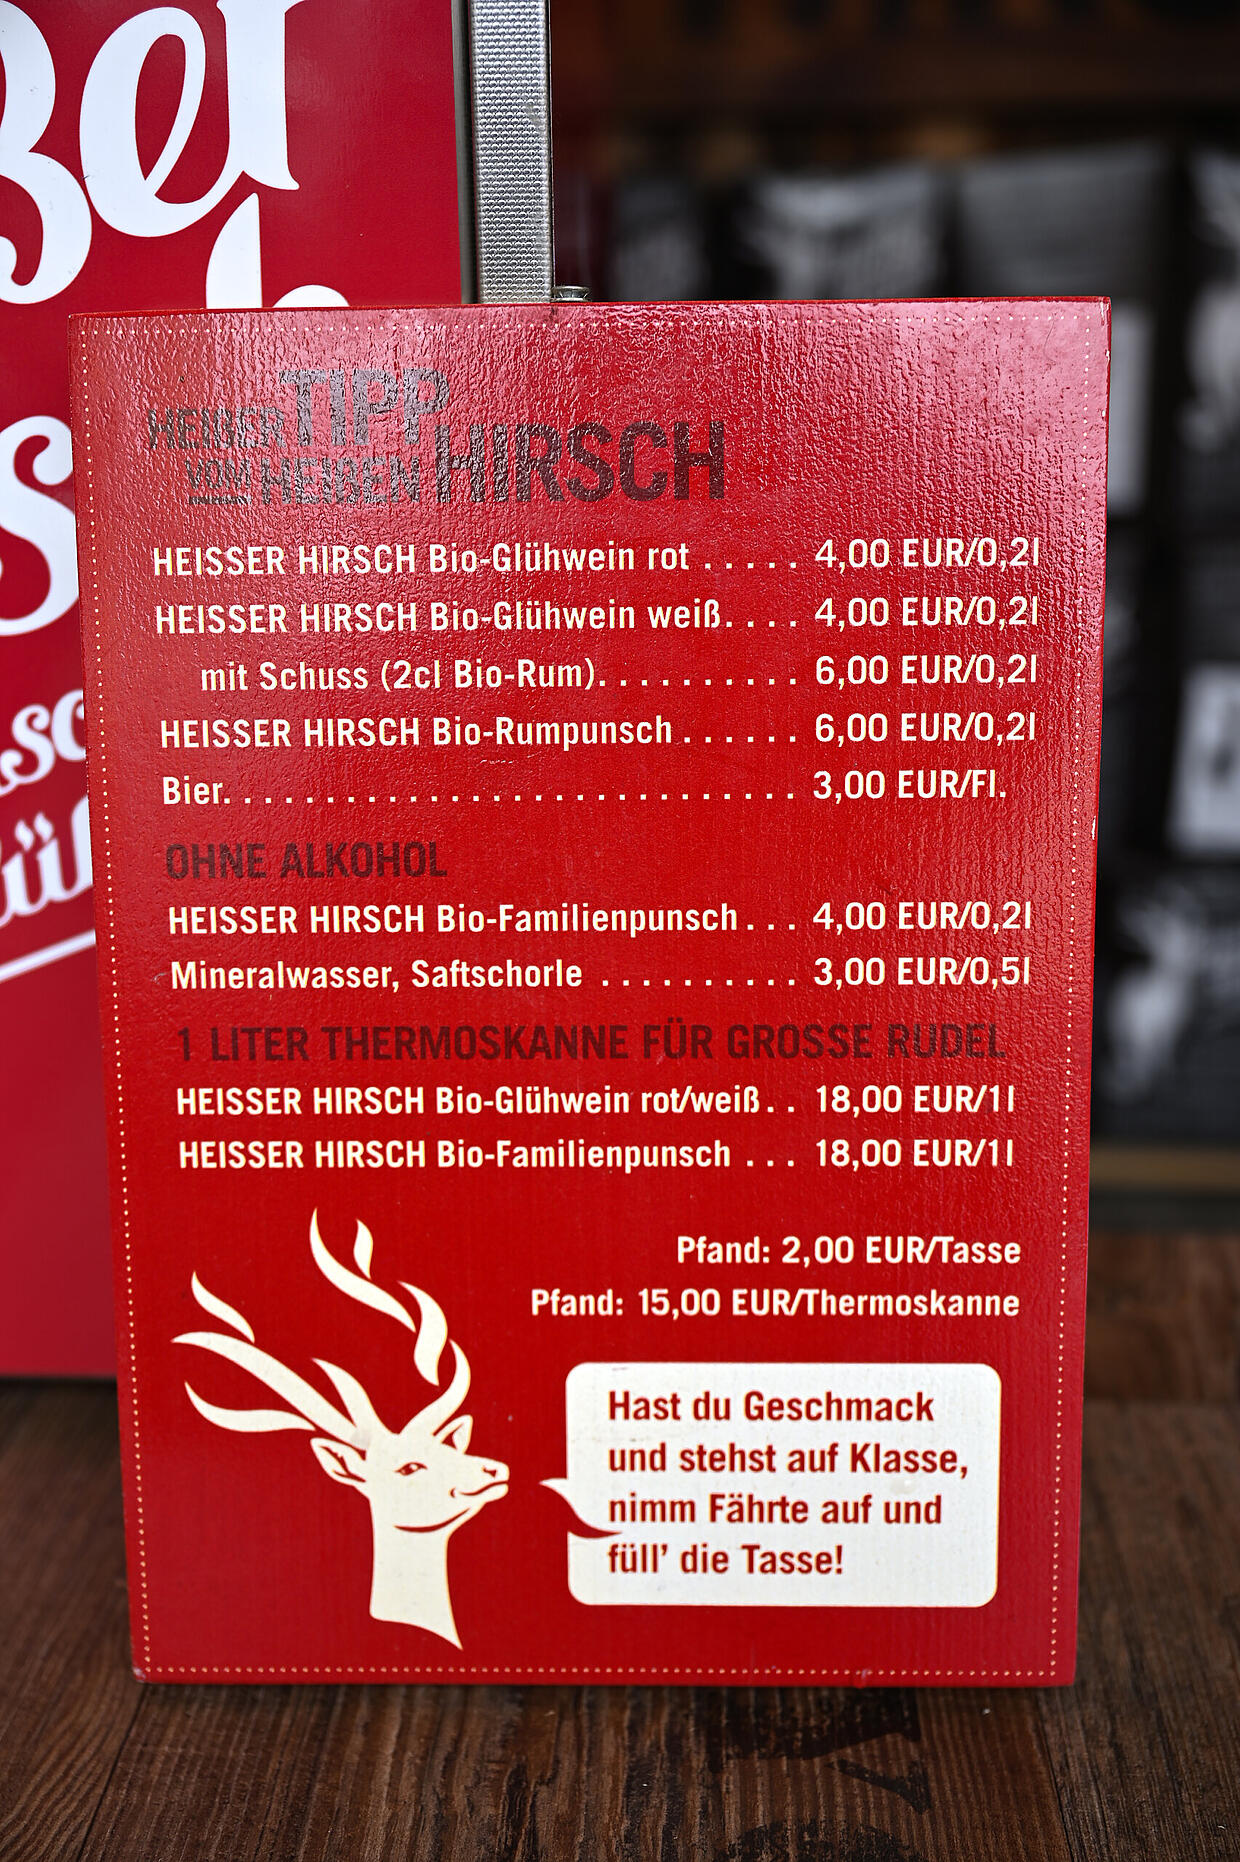 HEIßER TIPP
VOM HEIßEN HIRSCH
HEISSER HIRSCH Bio-Glühwein rot . . . . . 4,00 EUR/0,2l
HEISSER HIRSCH Bio-Glühwein weiß. . . . 4,00 EUR/0,2l
mit Schuss (2cl Bio-Rum). . . . . . . . . . 6,00 EUR/0,2l
HEISSER HIRSCH Bio-Rumpunsch . . . . . . 6,00 EUR/0,2l
Bier. . . . . . . . . . . . . . . . . . . . . . . . . . . . . 3,00 EUR/Fl.
OHNE ALKOHOL
HEISSER HIRSCH Bio-Familienpunsch . . . 4,00 EUR/0,2l
Mineralwasser, Saftschorle . . . . . . . . . . 3,00 EUR/0,5l
1 LITER THERMOSKANNE FÜR GROSSE RUDEL
HEISSER HIRSCH Bio-Glühwein rot/weiß. . 18,00 EUR/1l
HEISSER HIRSCH Bio-Familienpunsch . . . 18,00 EUR/1l
Pfand: 2,00 EUR/Tasse
Pfand: 15,00 EUR/Thermoskanne
Hast du Geschmack
und stehst auf Klasse,
nimm Fährte auf und
füll’ die Tasse!